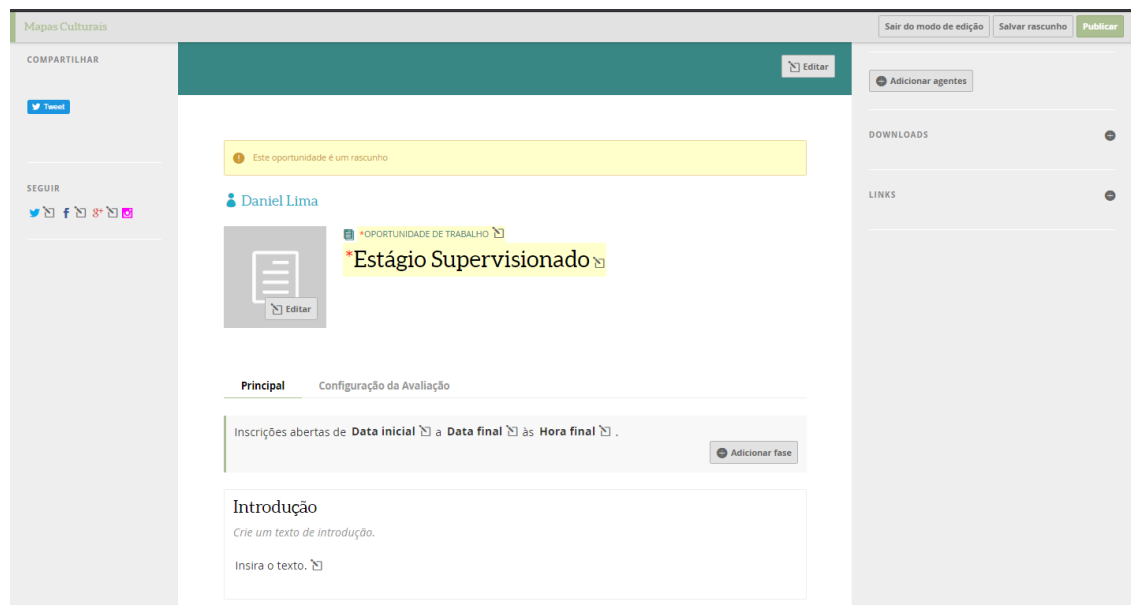 Mapas Culturais
Sair do modo de edição
Salvar rascunho
Publicar
COMPARTILHAR
Tweet
SEGUIR
Editar
Este oportunidade é um rascunho
Daniel Lima
*OPORTUNIDADE DE TRABALHO
*Estágio Supervisionado
Editar
Principal
Configuração da Avaliação
Inscrições abertas de Data inicial a Data final às Hora final .
Adicionar fase
Introdução
Crie um texto de introdução.
Insira o texto.
Adicionar agentes
DOWNLOADS
LINKS